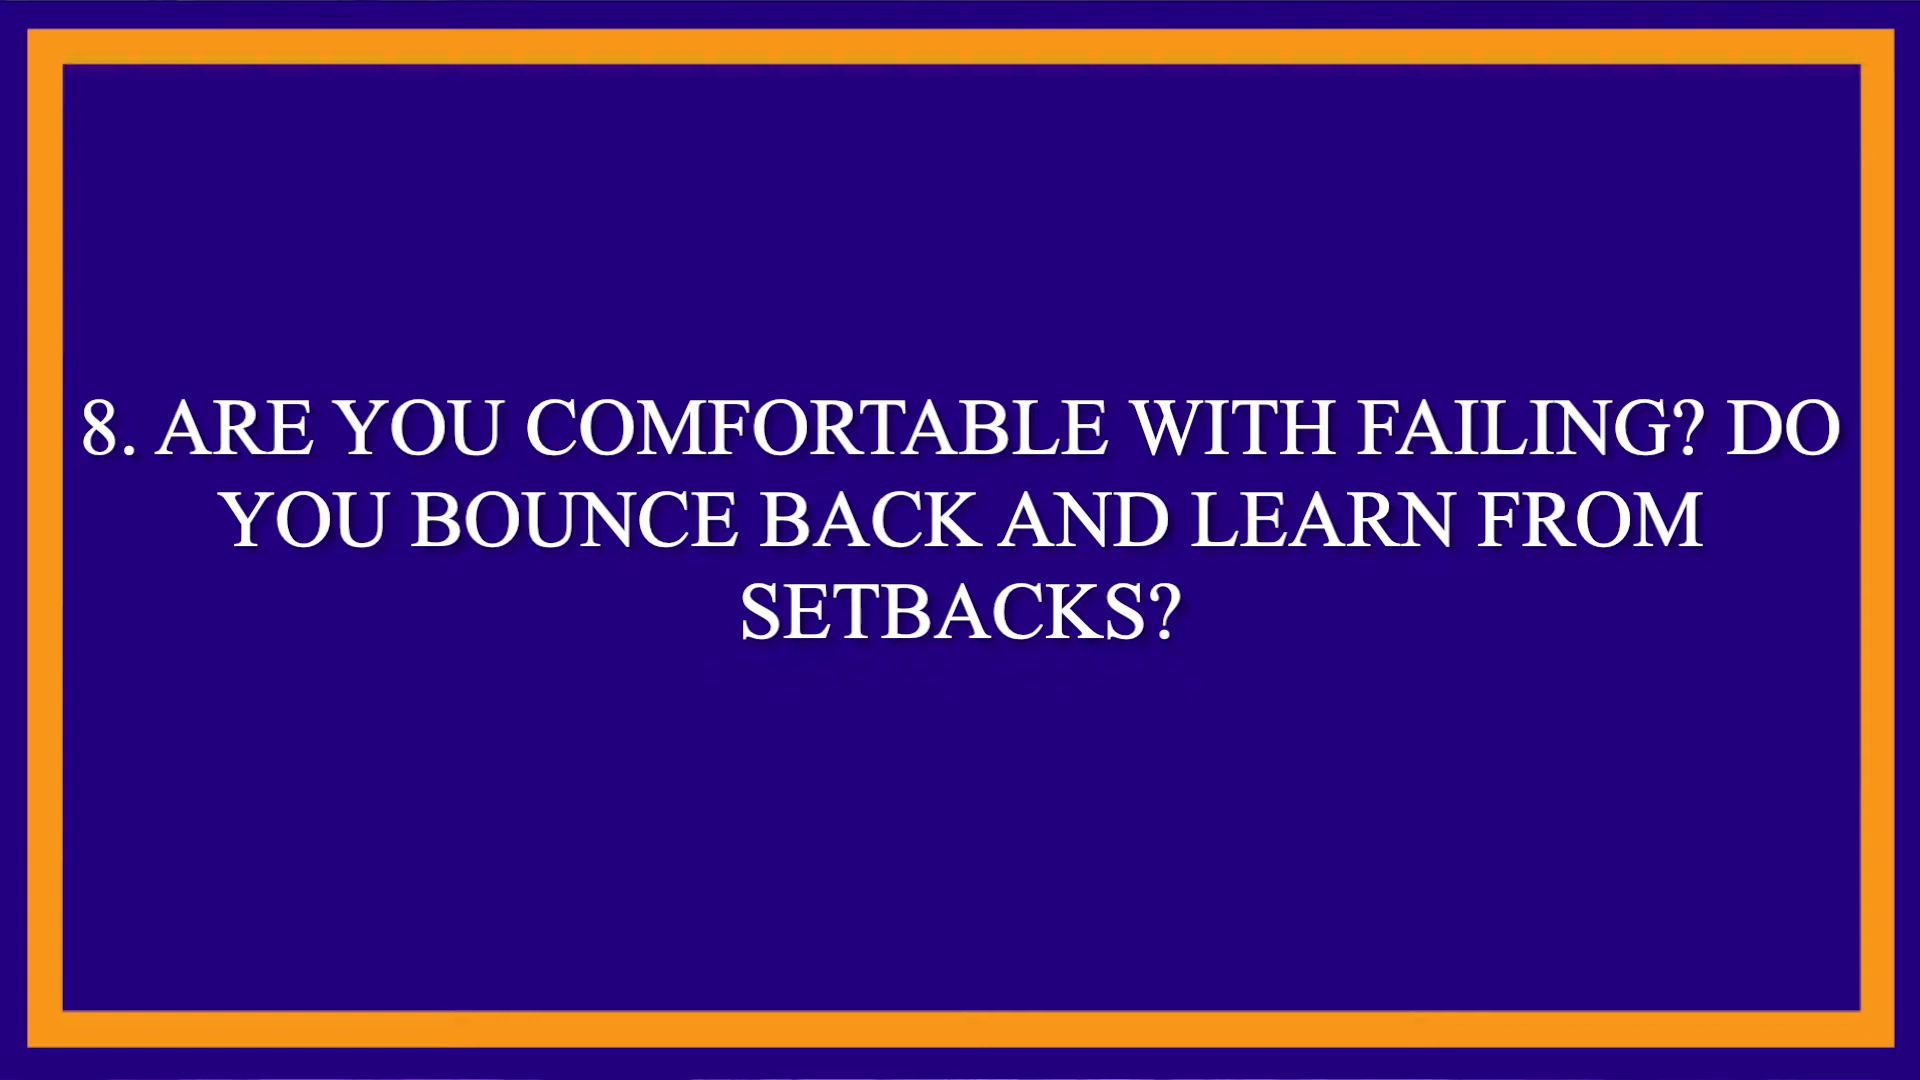 8. ARE YOU COMFORTABLE WITH FAILING? DO
YOU BOUNCE BACK AND LEARN FROM
SETBACKS?